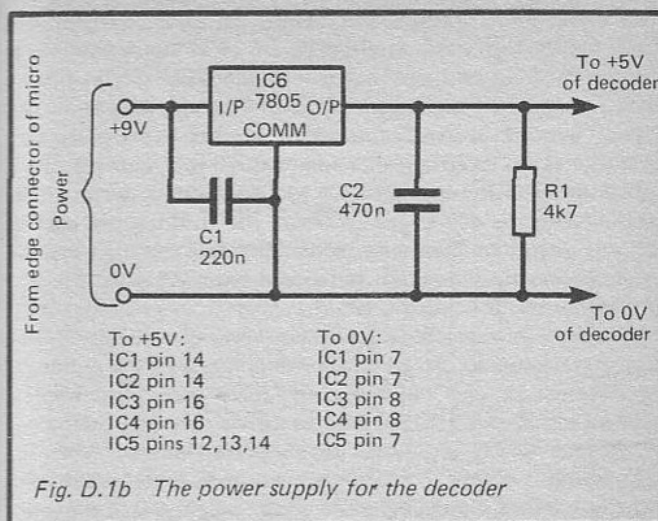 From edge connector of micro
Power
+9V
0V
IC6
7805
I/P
O/P
COMM
C1
220n
C2
470n
R1
4k7
To +5V
of decoder
To 0V
of decoder
To +5V:
IC1 pin 14
IC2 pin 14
IC3 pin 16
IC4 pin 16
IC5 pins 12,13,14
To 0V:
IC1 pin 7
IC2 pin 7
IC3 pin 8
IC4 pin 8
IC5 pin 7
Fig. D.1b The power supply for the decoder